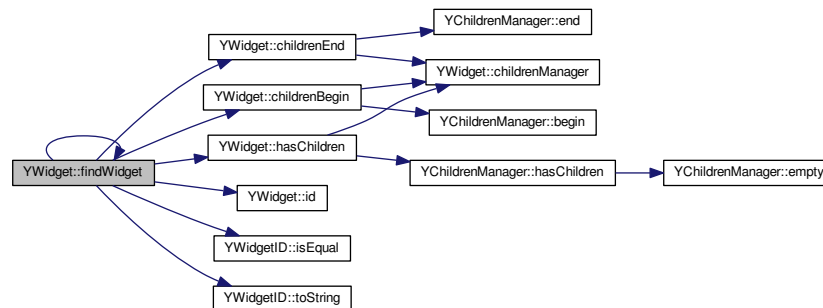 YChildrenManager::end
YWidget::childrenEnd
YWidget::childrenManager
YWidget::childrenBegin
YChildrenManager::begin
YWidget::hasChildren
YWidget::findWidget
YChildrenManager::hasChildren
YChildrenManager::empty
YWidget::id
YWidgetID::isEqual
YWidgetID::toString